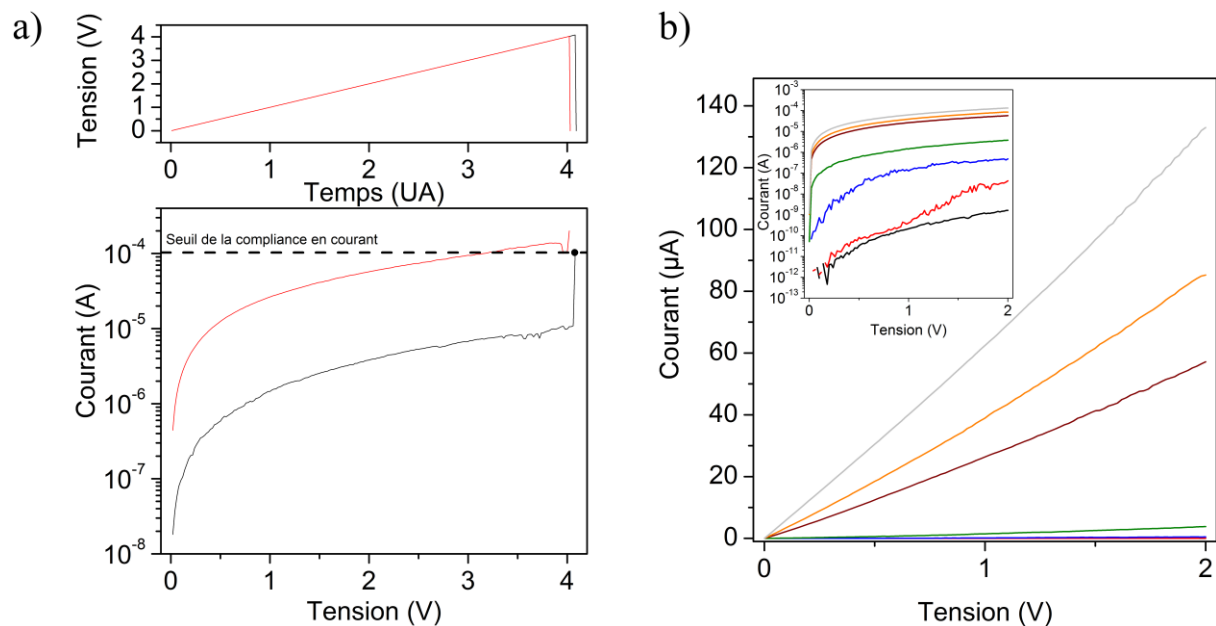 a)
Tension (V)
4
3
2
1
0
0 1 2 3 4
Temps (UA)
Courant (A)
Seuil de la compliance en courant
10⁻⁴
10⁻⁵
10⁻⁶
10⁻⁷
10⁻⁸
0 1 2 3 4
Tension (V)
b)
Courant (µA)
140
120
100
80
60
40
20
0
0 1 2
Tension (V)
Courant (A)
10⁻³
10⁻⁴
10⁻⁵
10⁻⁶
10⁻⁷
10⁻⁸
10⁻⁹
10⁻¹⁰
10⁻¹¹
10⁻¹²
10⁻¹³
0 1 2
Tension (V)